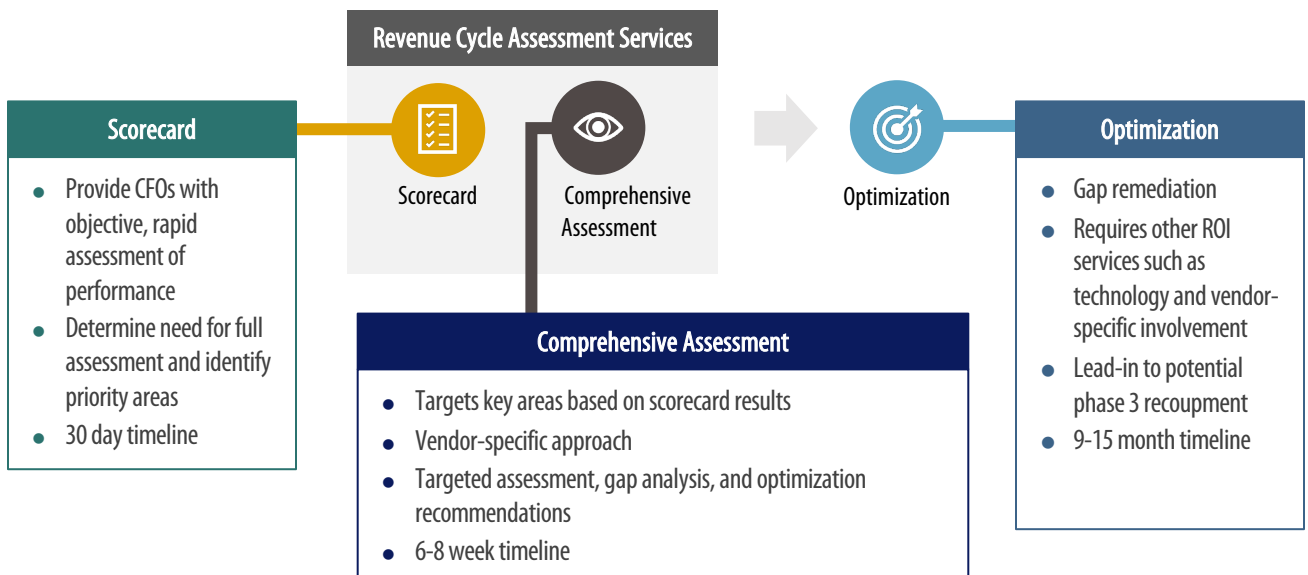 Revenue Cycle Assessment Services
Scorecard
Comprehensive
Assessment
Optimization
Scorecard
● Provide CFOs with
objective, rapid
assessment of
performance
● Determine need for full
assessment and identify
priority areas
● 30 day timeline
Comprehensive Assessment
● Targets key areas based on scorecard results
● Vendor-specific approach
● Targeted assessment, gap analysis, and optimization
recommendations
● 6-8 week timeline
Optimization
● Gap remediation
● Requires other ROI
services such as
technology and vendor-
specific involvement
● Lead-in to potential
phase 3 recoupment
● 9-15 month timeline